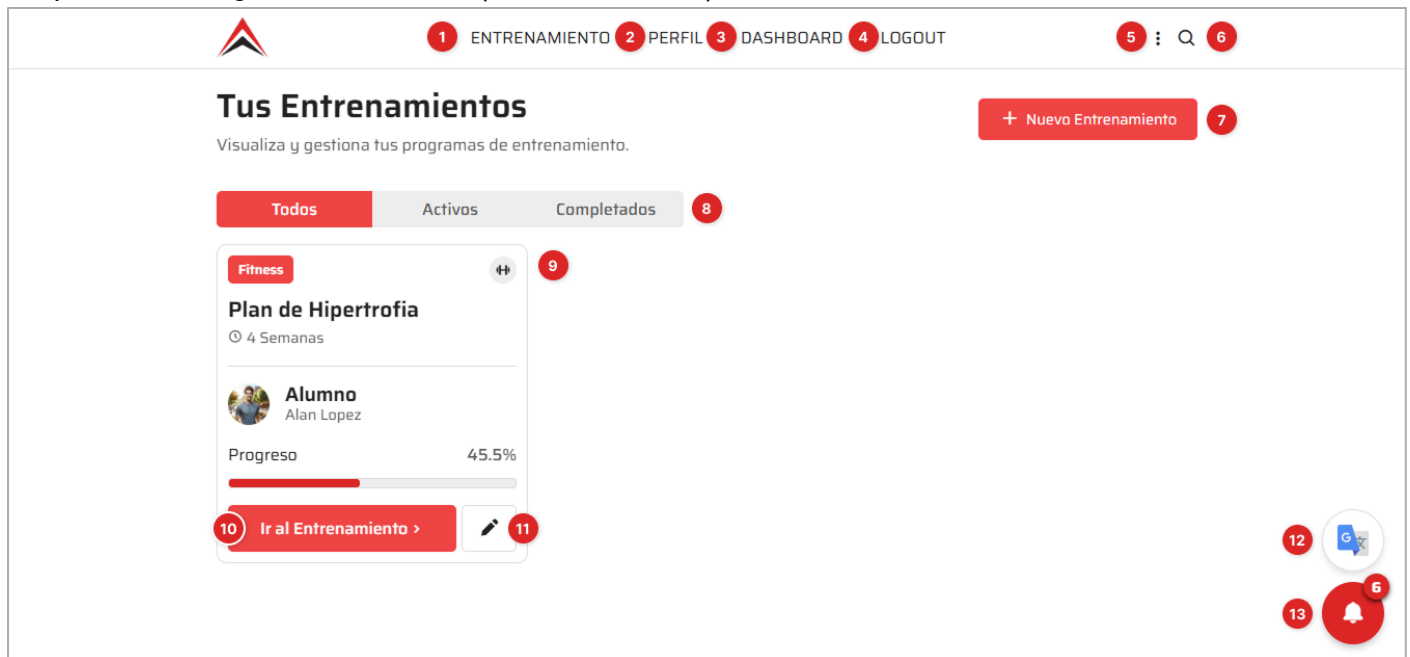 1 ENTRENAMIENTO 2 PERFIL 3 DASHBOARD 4 LOGOUT 5 6
Tus Entrenamientos
+ Nuevo Entrenamiento 7
Visualiza y gestiona tus programas de entrenamiento.
Todos Activos Completados 8
Fitness 9
Plan de Hipertrofia
4 Semanas
Alumno
Alan Lopez
Progreso 45.5%
10 Ir al Entrenamiento > 11
12 G 文
6
13